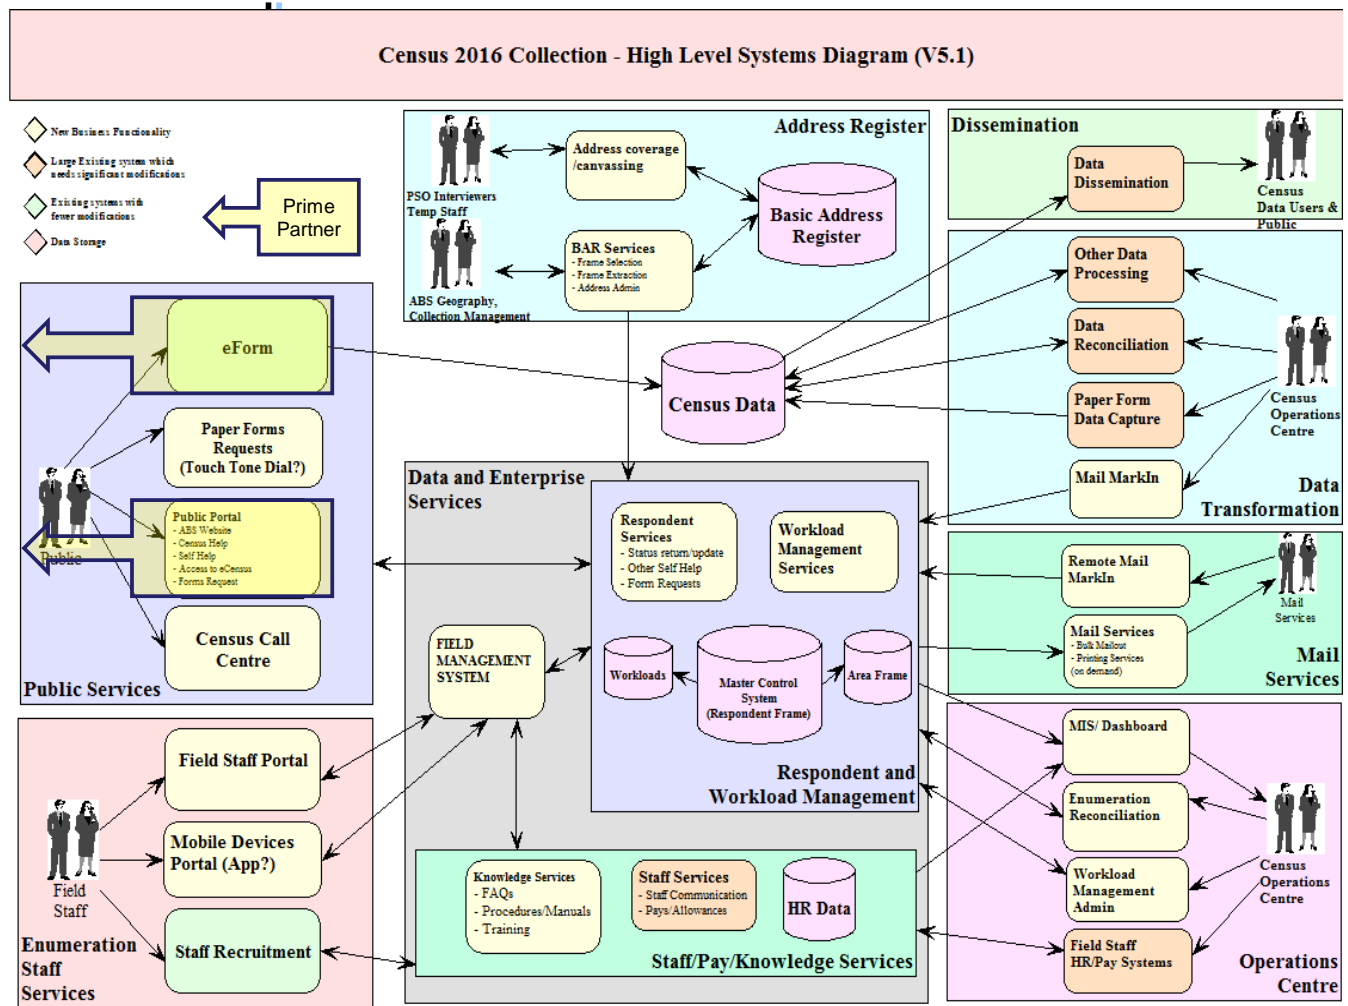 Census 2016 Collection - High Level Systems Diagram (V5.1)
New Business Functionality
Large Existing system which
needs significant modifications
Existing systems with
fewer modifications
Data Storage
Prime
Partner
Address Register
PSO Interviewers
Temp Staff
Address coverage
/canvassing
Basic Address
Register
BAR Services
- Frame Selection
- Frame Extraction
- Address Admin
ABS Geography,
Collection Management
Dissemination
Data
Dissemination
Census
Data Users &
Public
Other Data
Processing
Data
Reconciliation
Paper Form
Data Capture
Mail MarkIn
Census
Operations
Centre
Data
Transformation
eForm
Paper Forms
Requests
(Touch Tone Dial?)
Public
Public Portal
- ABS Website
- Census Help
- Self Help
- Access to eCensus
- Forms Request
Census Call
Centre
Public Services
Census Data
Data and Enterprise
Services
Respondent
Services
- Status return/update
- Other Self Help
- Form Requests
Workload
Management
Services
FIELD
MANAGEMENT
SYSTEM
Workloads
Master Control
System
(Respondent Frame)
Area Frame
Respondent and
Workload Management
Remote Mail
MarkIn
Mail Services
- Bulk Mailout
- Printing Services
(on demand)
Mail
Services
Mail
Services
Field Staff Portal
Mobile Devices
Portal (App?)
Field
Staff
Staff Recruitment
Enumeration
Staff
Services
Knowledge Services
- FAQs
- Procedures/Manuals
- Training
Staff Services
- Staff Communication
- Pays/Allowances
HR Data
Staff/Pay/Knowledge Services
MIS/ Dashboard
Enumeration
Reconciliation
Workload
Management
Admin
Field Staff
HR/Pay Systems
Census
Operations
Centre
Operations
Centre